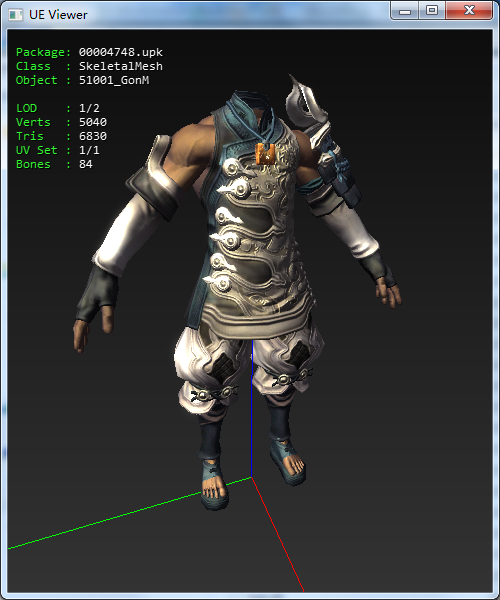 UE Viewer
Package: 00004748.upk
Class  : SkeletalMesh
Object : 51001_GonM
LOD    : 1/2
Verts  : 5040
Tris   : 6830
UV Set : 1/1
Bones  : 84